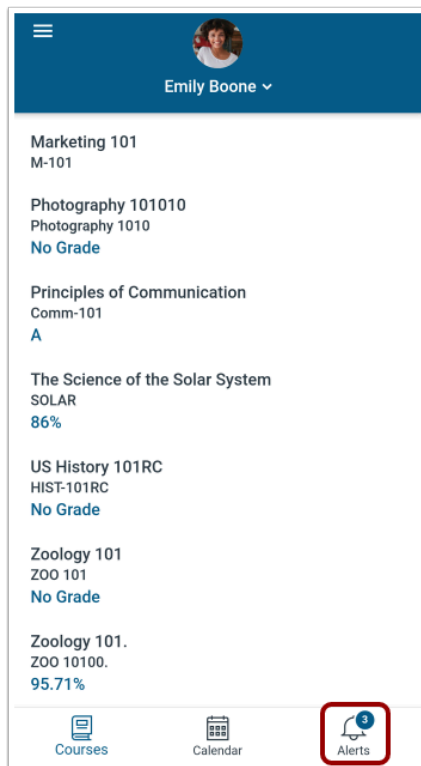 Emily Boone
Marketing 101
M-101
Photography 101010
Photography 1010
No Grade
Principles of Communication
Comm-101
A
The Science of the Solar System
SOLAR
86%
US History 101RC
HIST-101RC
No Grade
Zoology 101
ZOO 101
No Grade
Zoology 101.
ZOO 10100.
95.71%
3
Courses Calendar Alerts